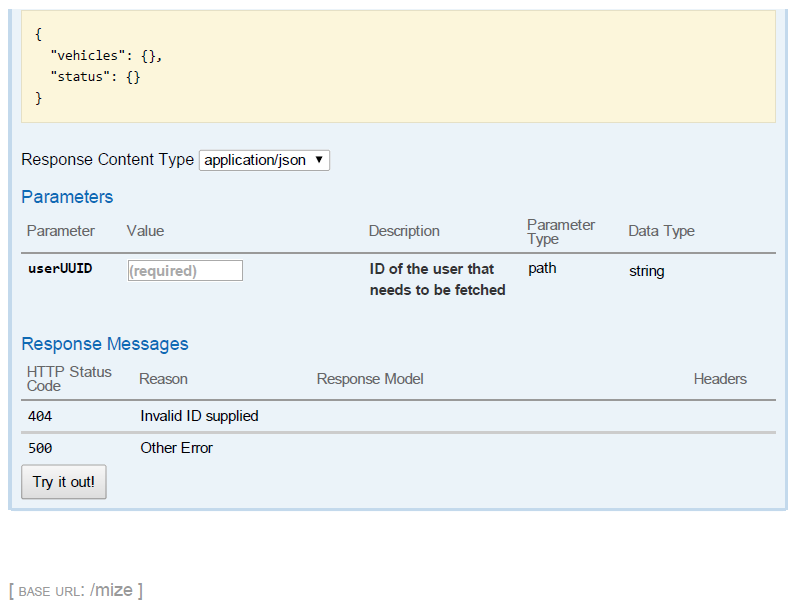 {
"vehicles": {},
"status": {}
}
Response Content Type application/json ▼
Parameters
Parameter Value Description Parameter Type Data Type
userUUID (required) ID of the user that needs to be fetched path string
Response Messages
HTTP Status Code Reason Response Model Headers
404 Invalid ID supplied
500 Other Error
Try it out!
[ BASE URL: /mize ]